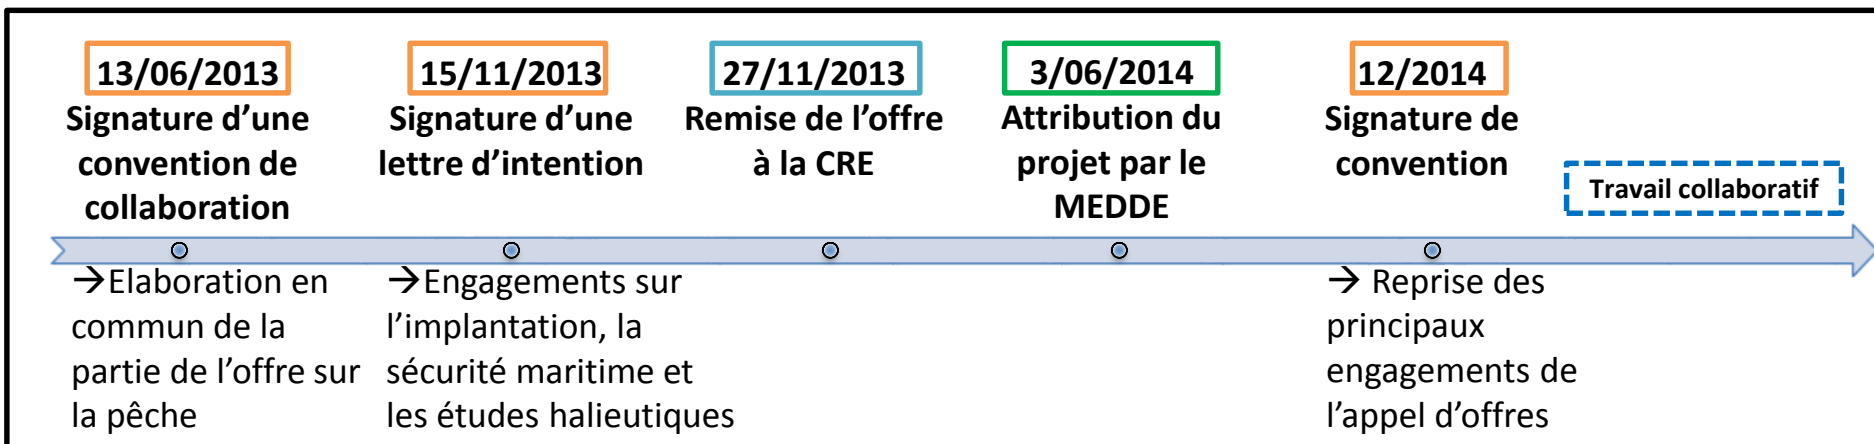 13/06/2013
Signature d’une
convention de
collaboration
→Elaboration en
commun de la
partie de l’offre sur
la pêche
15/11/2013
Signature d’une
lettre d’intention
→Engagements sur
l’implantation, la
sécurité maritime et
les études halieutiques
27/11/2013
Remise de l’offre
à la CRE
3/06/2014
Attribution du
projet par le
MEDDE
12/2014
Signature de
convention
→ Reprise des
principaux
engagements de
l’appel d’offres
Travail collaboratif